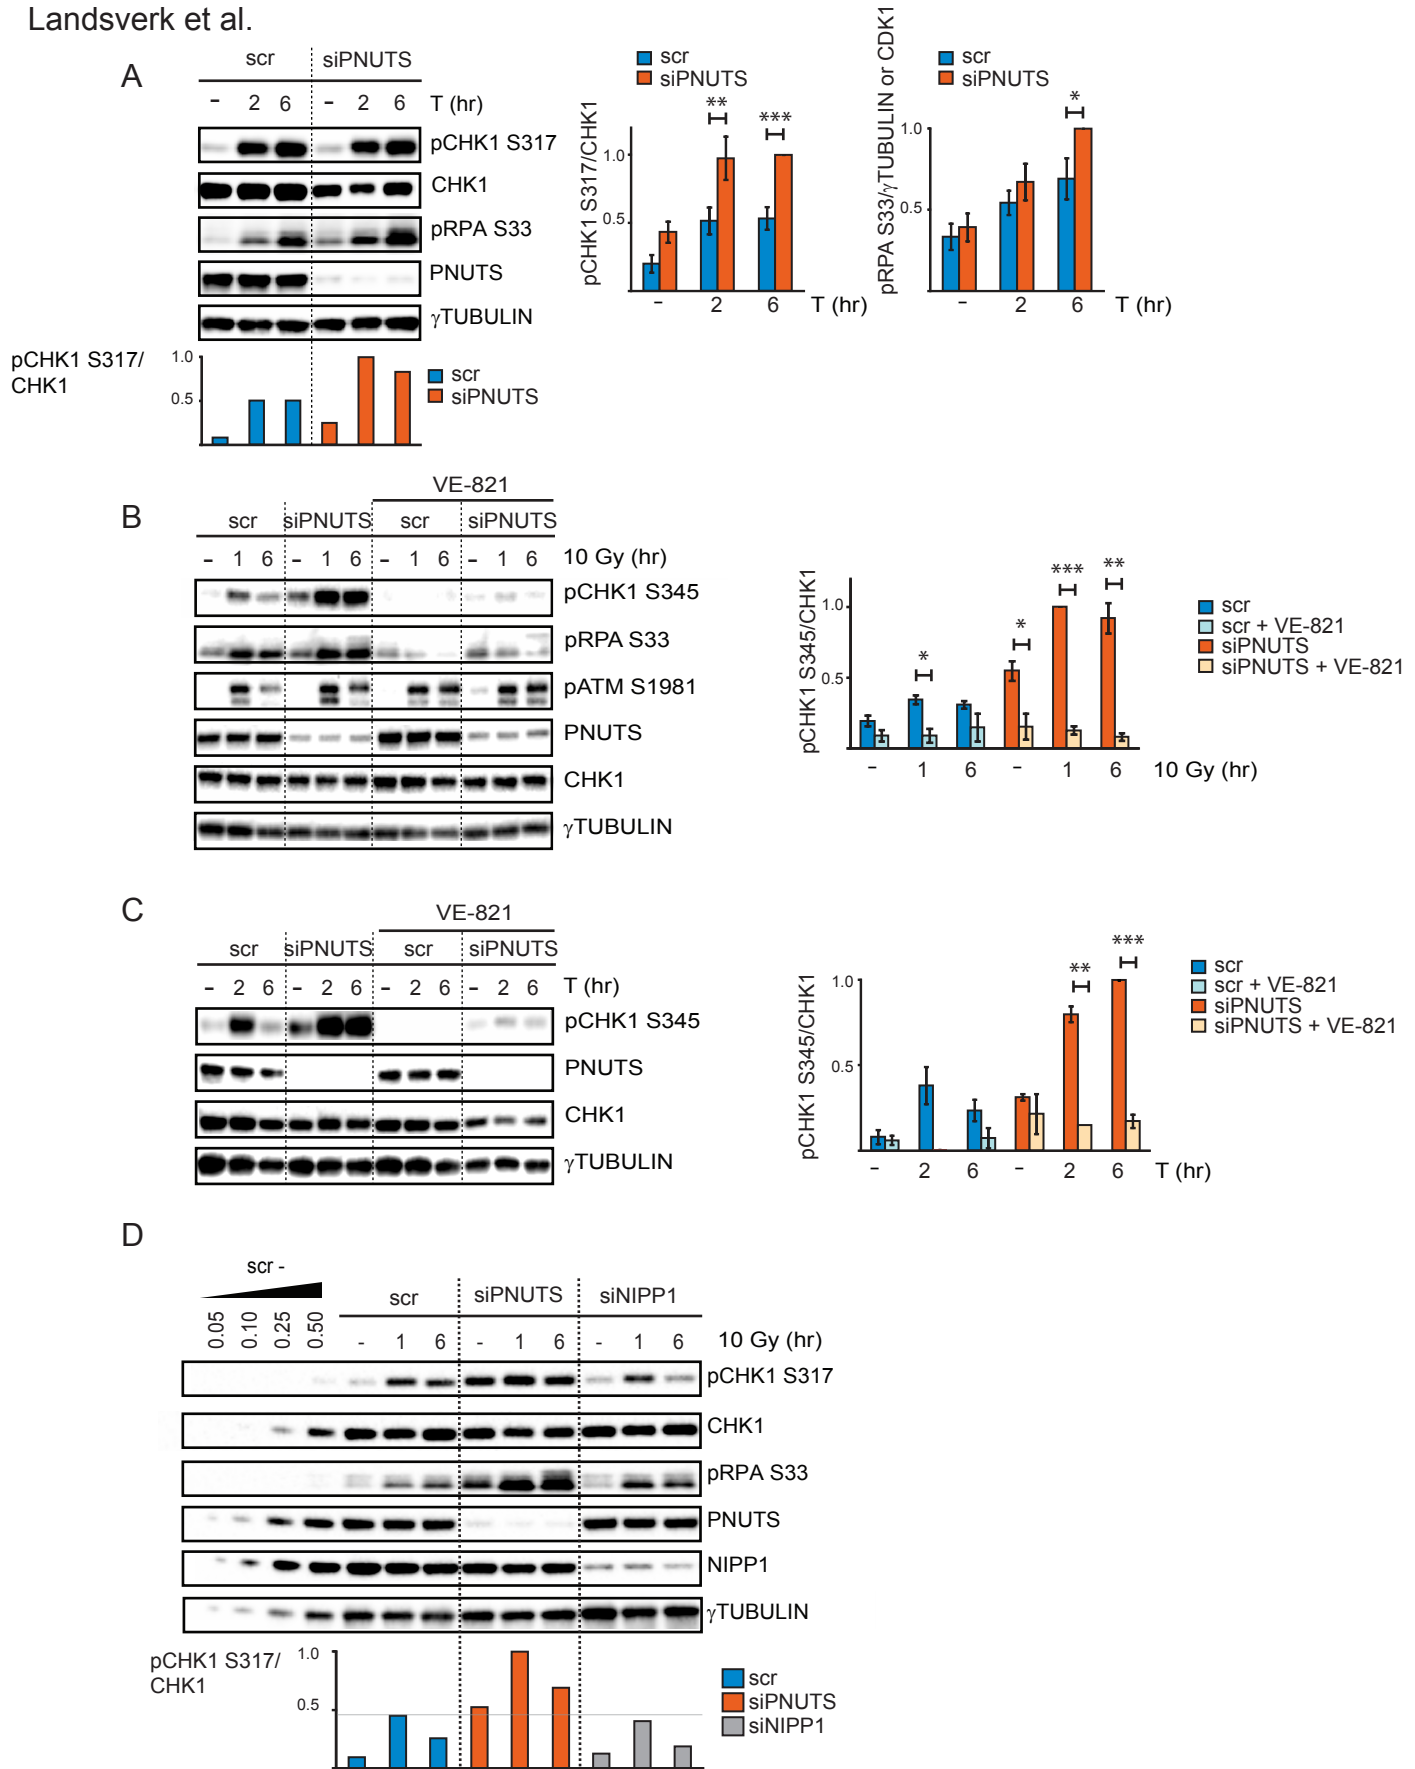 Landsverk et al.
A
scr siPNUTS
– 2 6 – 2 6 T (hr)
pCHK1 S317
CHK1
pRPA S33
PNUTS
γTUBULIN
pCHK1 S317/
CHK1
1.0
0.5
scr
siPNUTS
scr
siPNUTS
pCHK1 S317/CHK1
** ***
1.0
0.5
– 2 6 T (hr)
scr
siPNUTS
pRPA S33/γTUBULIN or CDK1
*
1.0
0.5
– 2 6 T (hr)
B
VE-821
scr siPNUTS scr siPNUTS
– 1 6 – 1 6 – 1 6 – 1 6 10 Gy (hr)
pCHK1 S345
pRPA S33
pATM S1981
PNUTS
CHK1
γTUBULIN
pCHK1 S345/CHK1
* * *** **
1.0
0.5
– 1 6 – 1 6 10 Gy (hr)
scr
scr + VE-821
siPNUTS
siPNUTS + VE-821
C
VE-821
scr siPNUTS scr siPNUTS
– 2 6 – 2 6 – 2 6 – 2 6 T (hr)
pCHK1 S345
PNUTS
CHK1
γTUBULIN
pCHK1 S345/CHK1
** ***
1.0
0.5
– 2 6 – 2 6 T (hr)
scr
scr + VE-821
siPNUTS
siPNUTS + VE-821
D
scr -
0.05 0.10 0.25 0.50
scr siPNUTS siNIPP1
- 1 6 - 1 6 - 1 6 10 Gy (hr)
pCHK1 S317
CHK1
pRPA S33
PNUTS
NIPP1
γTUBULIN
pCHK1 S317/
CHK1
1.0
0.5
scr
siPNUTS
siNIPP1